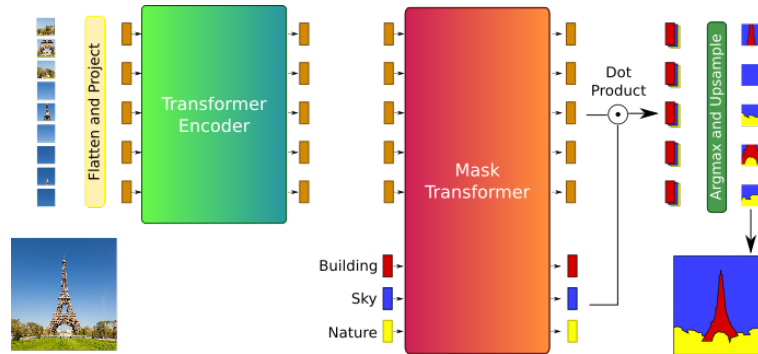 Flatten and Project
Transformer
Encoder
Mask
Transformer
Dot
Product
Argmax and Upsample
Building
Sky
Nature